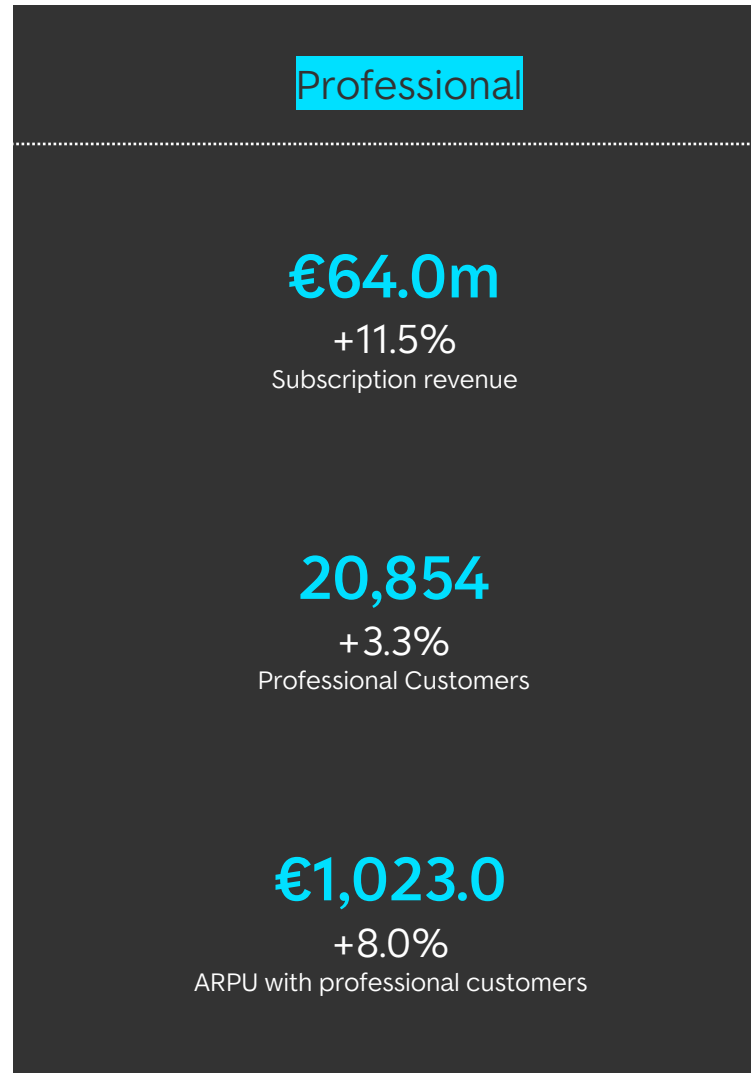 Professional
€64.0m
+11.5%
Subscription revenue
20,854
+3.3%
Professional Customers
€1,023.0
+8.0%
ARPU with professional customers